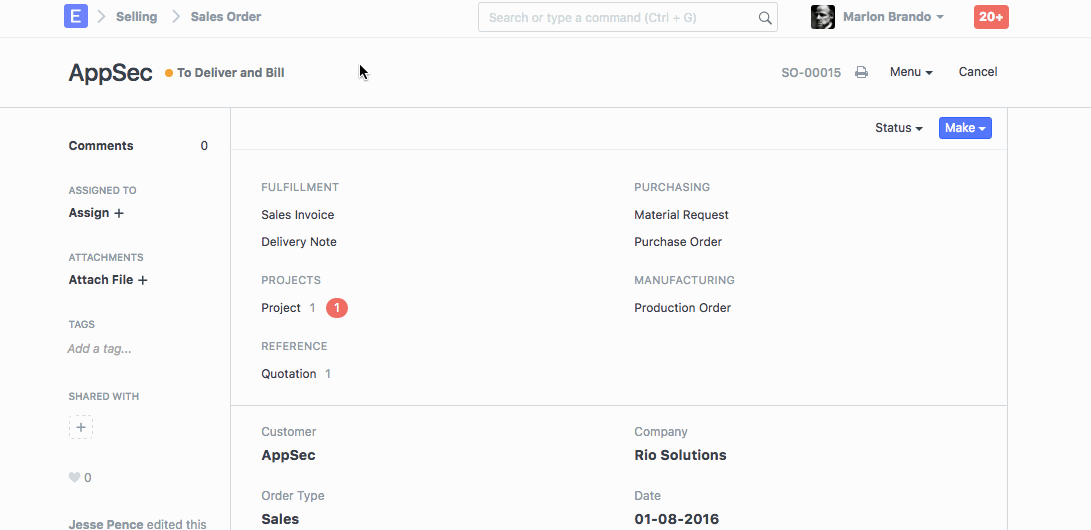 E Selling Sales Order Search or type a command (Ctrl + G) Marlon Brando 20+
AppSec To Deliver and Bill SO-00015 Menu Cancel
Status Make
Comments 0
ASSIGNED TO
Assign +
ATTACHMENTS
Attach File +
TAGS
Add a tag...
SHARED WITH
+
0
Jesse Pence edited this
FULFILLMENT
Sales Invoice
Delivery Note
PROJECTS
Project 1 1
REFERENCE
Quotation 1
PURCHASING
Material Request
Purchase Order
MANUFACTURING
Production Order
Customer
AppSec
Order Type
Sales
Company
Rio Solutions
Date
01-08-2016